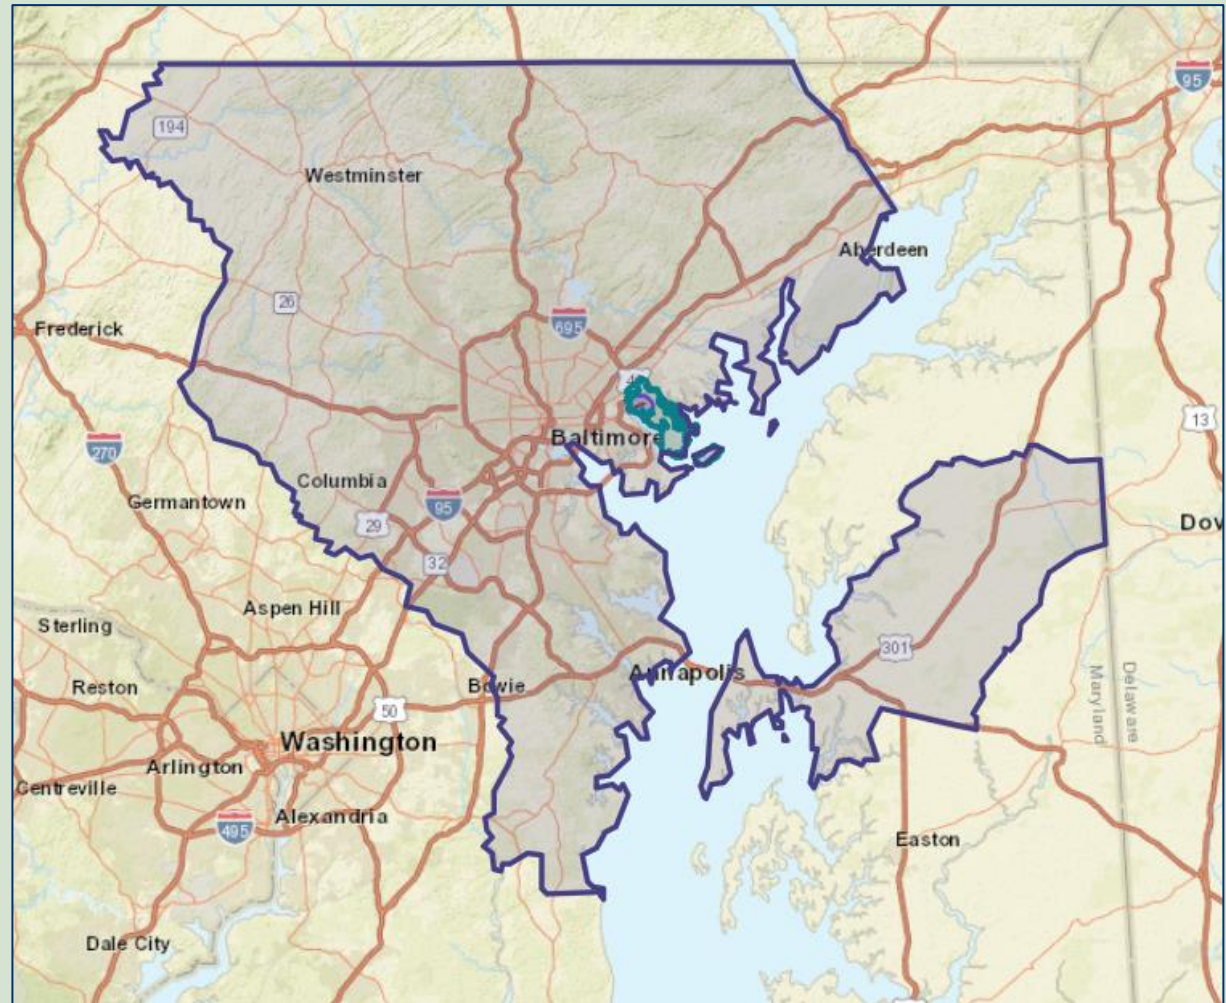 95
194
Westminster
Aberdeen
26
695
Frederick
Baltimore
13
270
Columbia
Germantown
95
29
Dov
32
Aspen Hill
Sterling
301
Annapolis
Reston
Bowie
Maryland
Delaware
50
Washington
Arlington
Centreville
Alexandria
495
Easton
Dale City